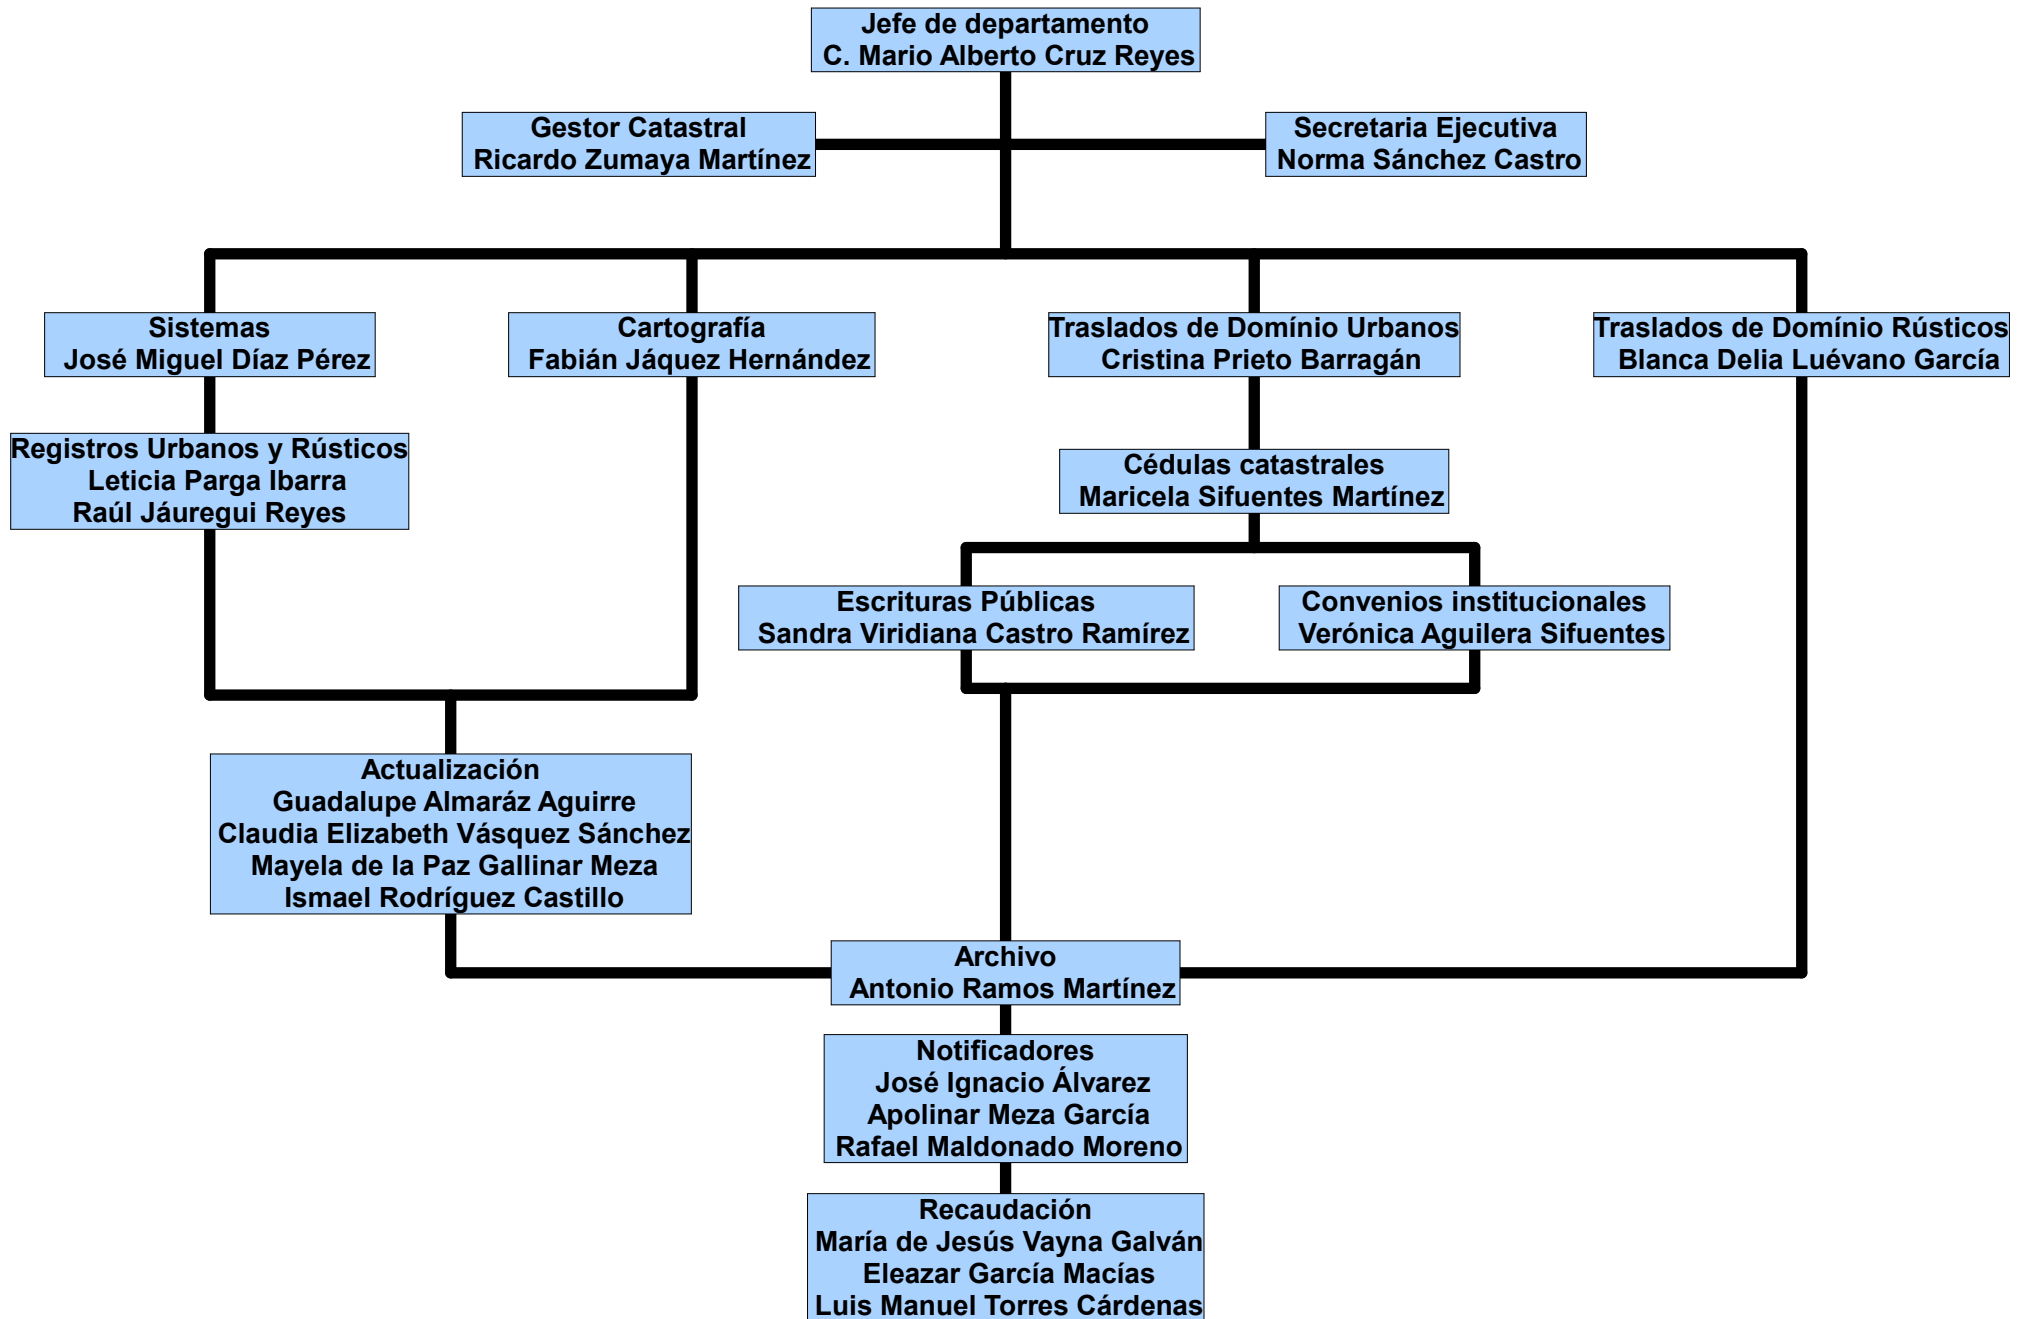 Jefe de departamento
C. Mario Alberto Cruz Reyes
Gestor Catastral
Ricardo Zumaya Martínez
Secretaria Ejecutiva
Norma Sánchez Castro
Sistemas
José Miguel Díaz Pérez
Cartografía
Fabián Jáquez Hernández
Traslados de Domínio Urbanos
Cristina Prieto Barragán
Traslados de Domínio Rústicos
Blanca Delia Luévano García
Registros Urbanos y Rústicos
Leticia Parga Ibarra
Raúl Jáuregui Reyes
Cédulas catastrales
Maricela Sifuentes Martínez
Escrituras Públicas
Sandra Viridiana Castro Ramírez
Convenios institucionales
Verónica Aguilera Sifuentes
Actualización
Guadalupe Almaráz Aguirre
Claudia Elizabeth Vásquez Sánchez
Mayela de la Paz Gallinar Meza
Ismael Rodríguez Castillo
Archivo
Antonio Ramos Martínez
Notificadores
José Ignacio Álvarez
Apolinar Meza García
Rafael Maldonado Moreno
Recaudación
María de Jesús Vayna Galván
Eleazar García Macías
Luis Manuel Torres Cárdenas